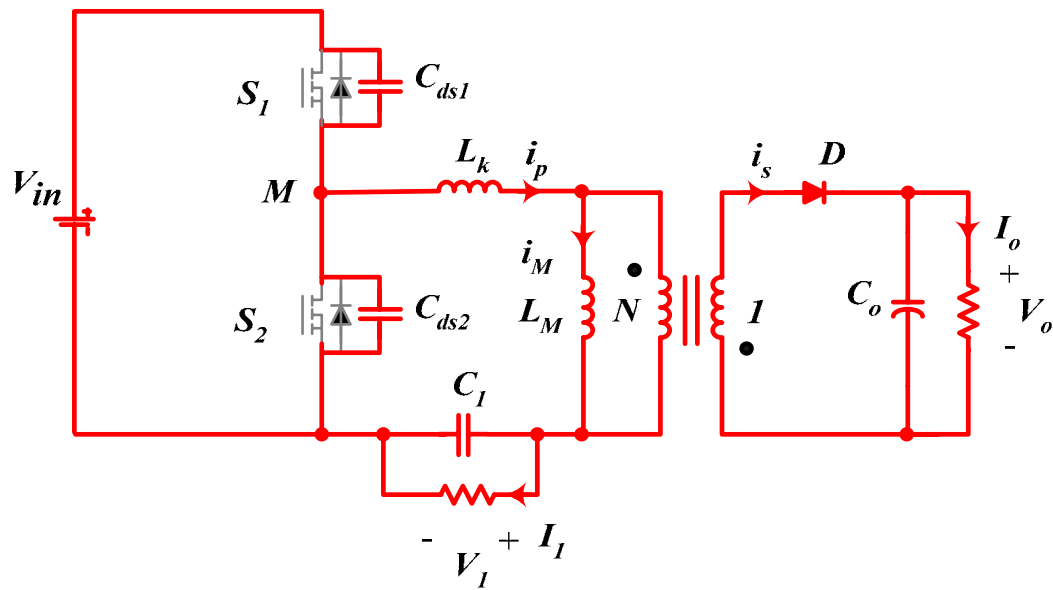 S1
Cds1
Lk
ip
is
D
Vin
M
Io
iM
+
S2
Cds2
LM
N
1
Co
Vo
-
C1
-
V1
+
I1